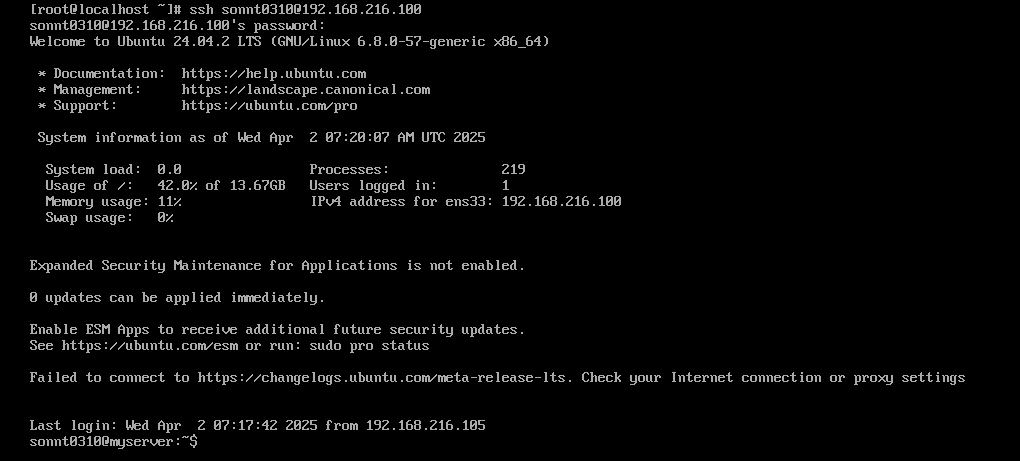 [root@localhost ~]# ssh sonnt0310@192.168.216.100
sonnt0310@192.168.216.100's password:
Welcome to Ubuntu 24.04.2 LTS (GNU/Linux 6.8.0-57-generic x86_64)

 * Documentation:  https://help.ubuntu.com
 * Management:     https://landscape.canonical.com
 * Support:        https://ubuntu.com/pro

 System information as of Wed Apr  2 07:20:07 AM UTC 2025

  System load:  0.0                Processes:              219
  Usage of /:   42.0% of 13.67GB   Users logged in:        1
  Memory usage: 11%                IPv4 address for ens33: 192.168.216.100
  Swap usage:   0%

Expanded Security Maintenance for Applications is not enabled.

0 updates can be applied immediately.

Enable ESM Apps to receive additional future security updates.
See https://ubuntu.com/esm or run: sudo pro status

Failed to connect to https://changelogs.ubuntu.com/meta-release-lts. Check your Internet connection or proxy settings

Last login: Wed Apr  2 07:17:42 2025 from 192.168.216.105
sonnt0310@myserver:~$